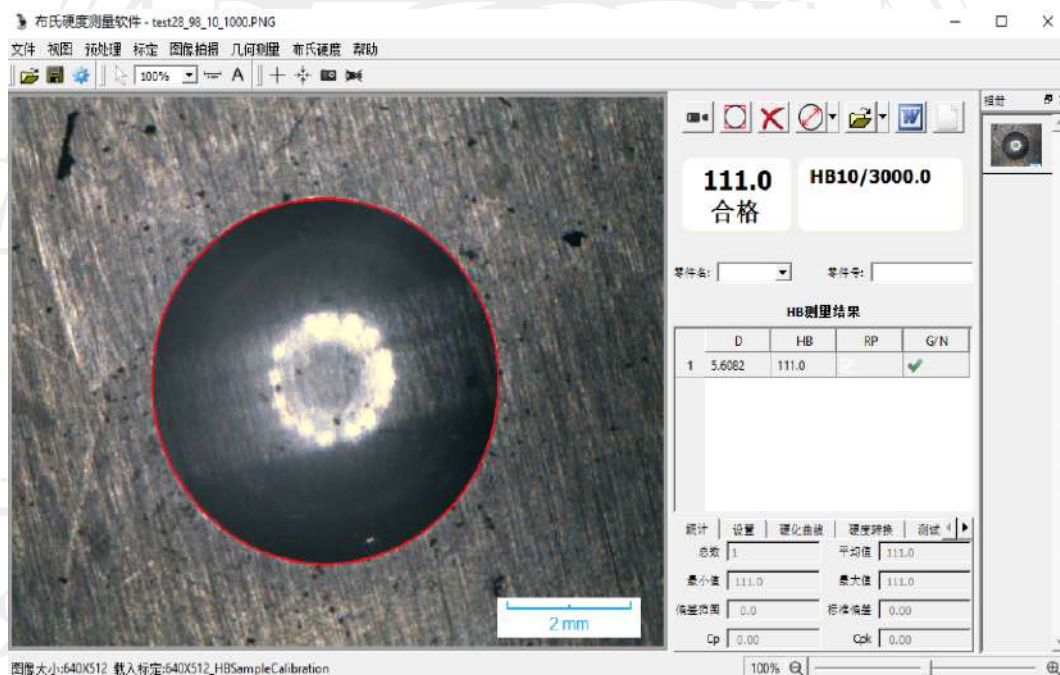 布氏硬度测量软件 - test28_98_10_1000.PNG
文件 视图 预处理 标定 图像拍摄 几何测量 布氏硬度 帮助
100% A
相册
111.0
合格
HB10/3000.0
零件名: 零件号:
HB测量结果
D HB RP G/N
1 5.6082 111.0
统计 设置 硬化曲线 硬度转换 测试
总数 1 平均值 111.0
最小值 111.0 最大值 111.0
偏差范围 0.0 标准偏差 0.00
Cp 0.00 Cpk 0.00
2 mm
图像大小:640X512 载入标定:640X512_HBSampleCalibration
100%